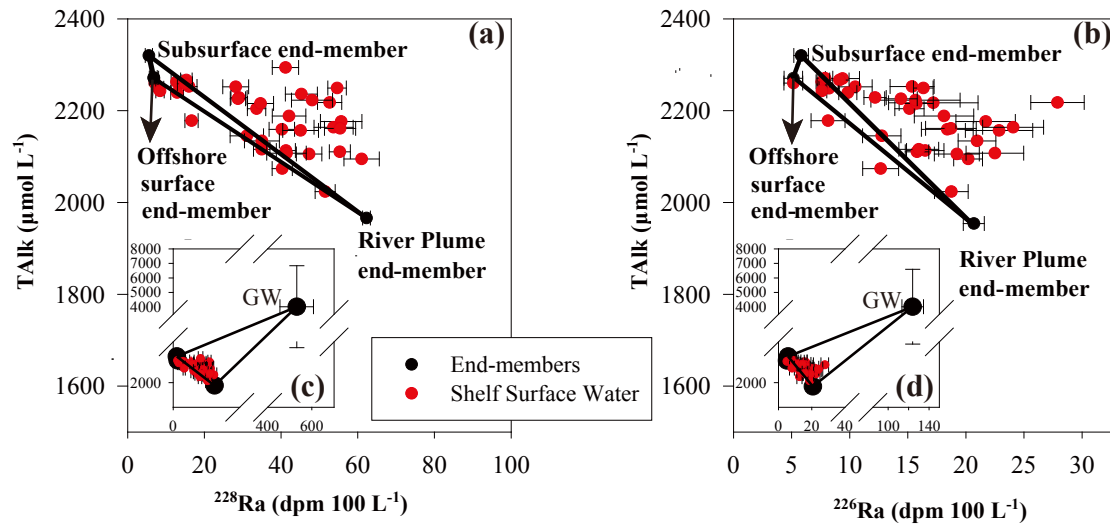 2400
2200
2000
1800
1600
TAlk (μmol L-1)
(a)
Subsurface end-member
Offshore
surface
end-member
River Plume
end-member
8000
7000
6000
5000
4000
2000
GW
(c)
0
400
600
0
20
40
60
80
100
228Ra (dpm 100 L-1)
End-members
Shelf Surface Water
2400
2200
2000
1800
1600
TAlk (μmol L-1)
(b)
Subsurface end-member
Offshore
surface
end-member
River Plume
end-member
8000
7000
6000
5000
4000
2000
GW
(d)
0
20
40
100
140
0
5
10
15
20
25
30
226Ra (dpm 100 L-1)